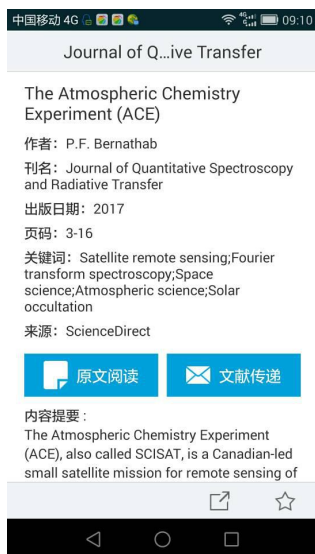 中国移动 4G 09:10
Journal of Q...ive Transfer
The Atmospheric Chemistry
Experiment (ACE)
作者：P.F. Bernathab
刊名：Journal of Quantitative Spectroscopy
and Radiative Transfer
出版日期：2017
页码：3-16
关键词：Satellite remote sensing;Fourier
transform spectroscopy;Space
science;Atmospheric science;Solar
occultation
来源：ScienceDirect
原文阅读 文献传递
内容提要 :
The Atmospheric Chemistry Experiment
(ACE), also called SCISAT, is a Canadian-led
small satellite mission for remote sensing of